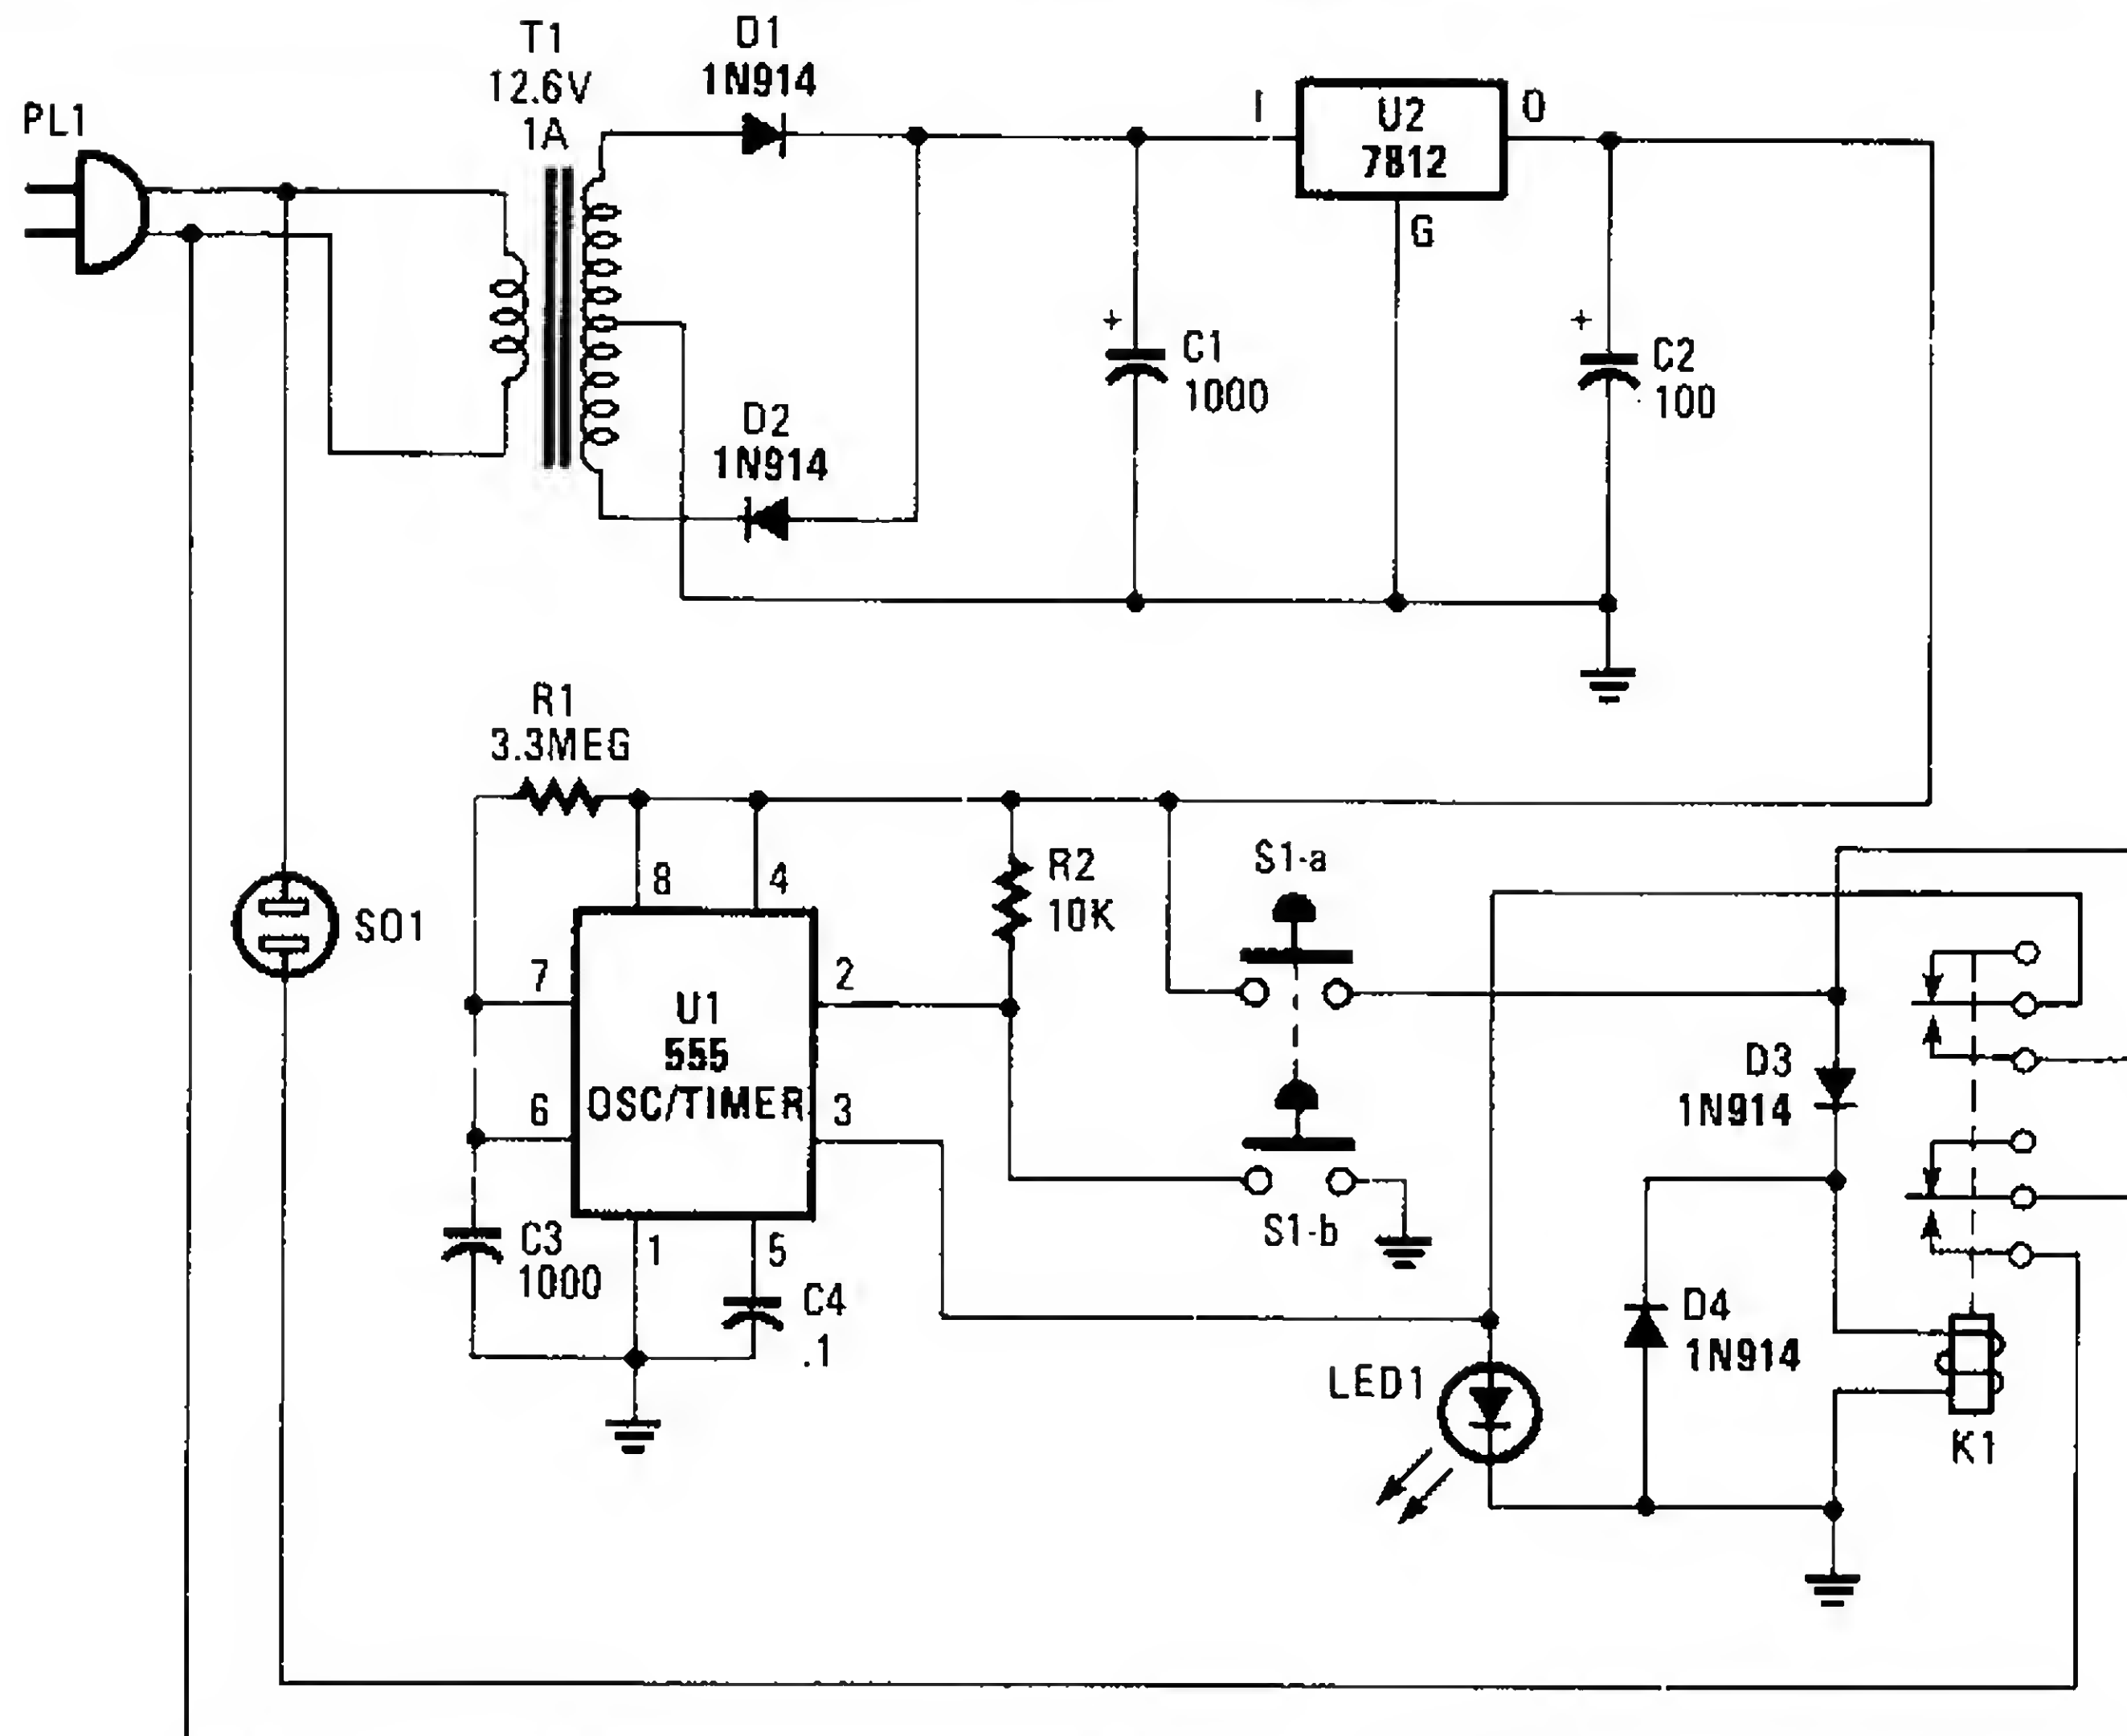 T1
12.6V
1A
D1
1N914
PL1
I
U2
7812
O
G
+
C1
1000
+
C2
100
D2
1N914
R1
3.3MEG
8
4
R2
10K
S1-a
SO1
7
2
U1
555
OSC/TIMER
6
3
D3
1N914
S1-b
C3
1000
1
5
C4
.1
D4
1N914
LED1
K1